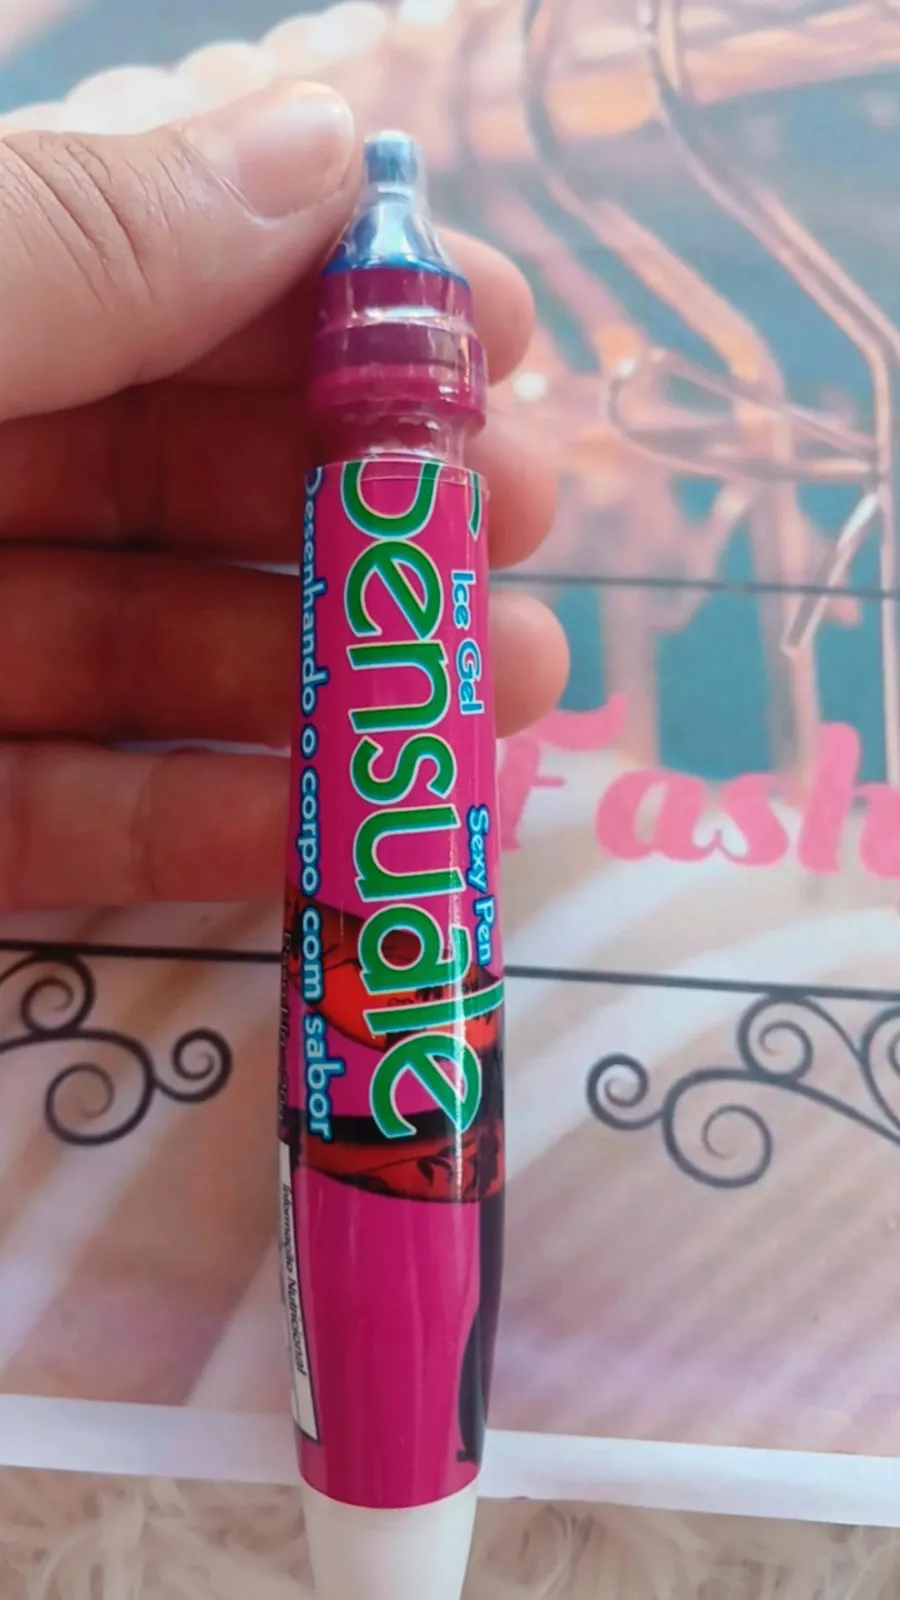 Ice Gel
Sexy Pen
Sensuale
Desenhando o corpo com sabor
Informação Nutricional
Fash